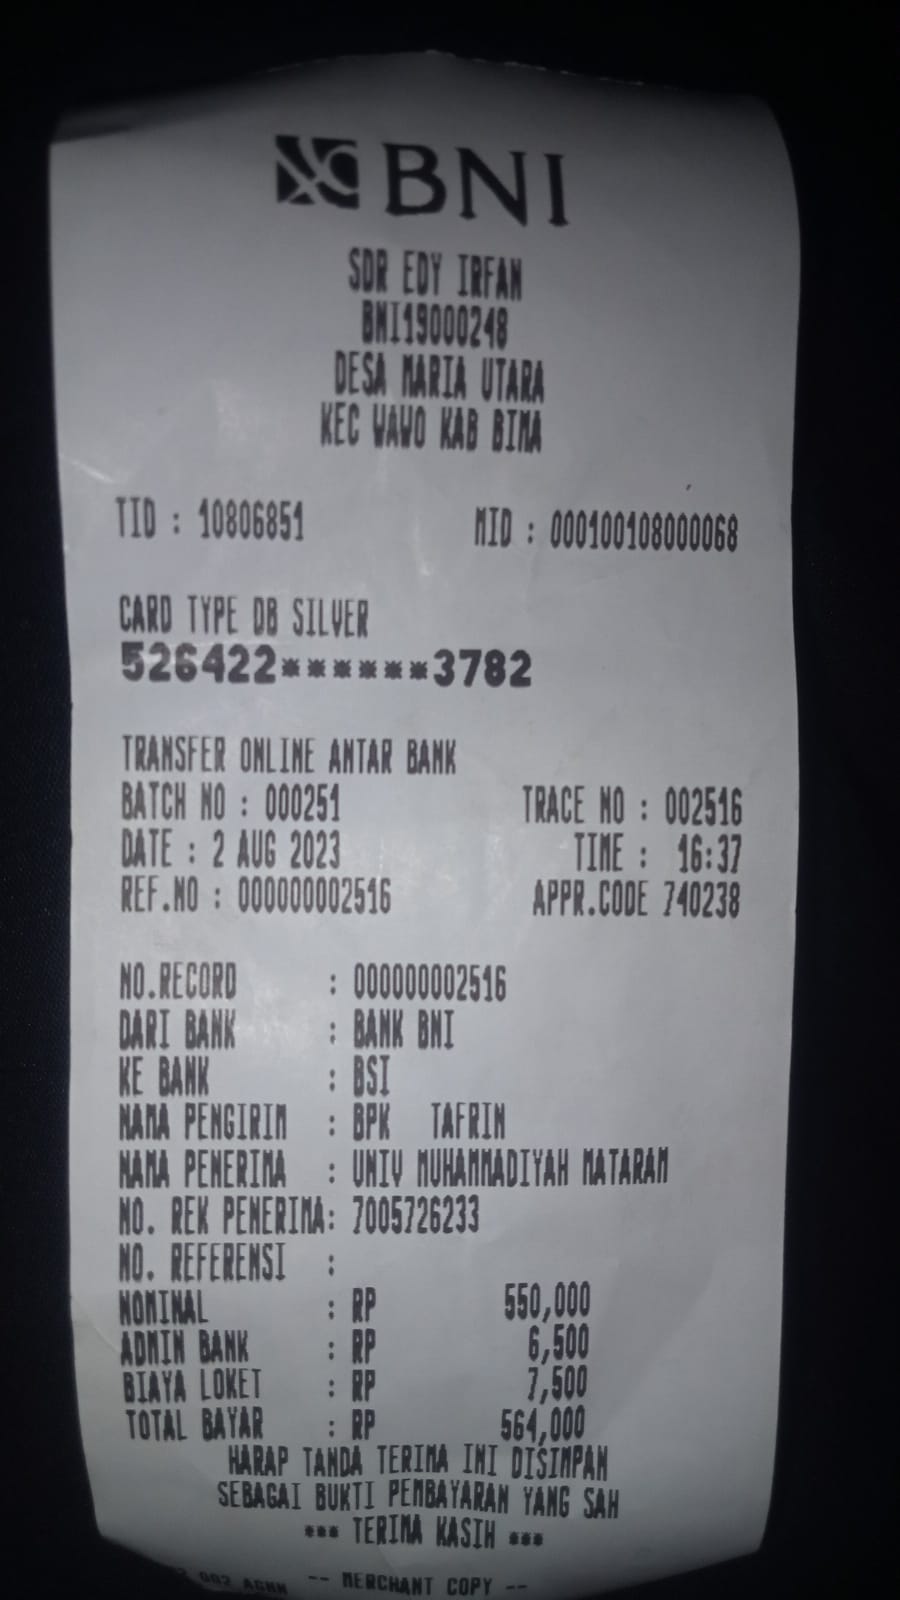 BNI
SDR EDY IRFAN
BNI19000248
DESA MARIA UTARA
KEC WAWO KAB BIMA
TID : 10806851 MID : 000100108000068
CARD TYPE DB SILVER
526422******3782
TRANSFER ONLINE ANTAR BANK
BATCH NO : 000251 TRACE NO : 002516
DATE : 2 AUG 2023 TIME : 16:37
REF.NO : 000000002516 APPR.CODE 740238
NO.RECORD : 000000002516
DARI BANK : BANK BNI
KE BANK : BSI
NAMA PENGIRIM : BPK TAFRIN
NAMA PENERIMA : UNIV MUHAMMADIYAH MATARAM
NO. REK PENERIMA: 7005726233
NO. REFERENSI :
NOMINAL : RP 550,000
ADMIN BANK : RP 6,500
BIAYA LOKET : RP 7,500
TOTAL BAYAR : RP 564,000
HARAP TANDA TERIMA INI DISIMPAN
SEBAGAI BUKTI PEMBAYARAN YANG SAH
*** TERIMA KASIH ***
-- MERCHANT COPY --